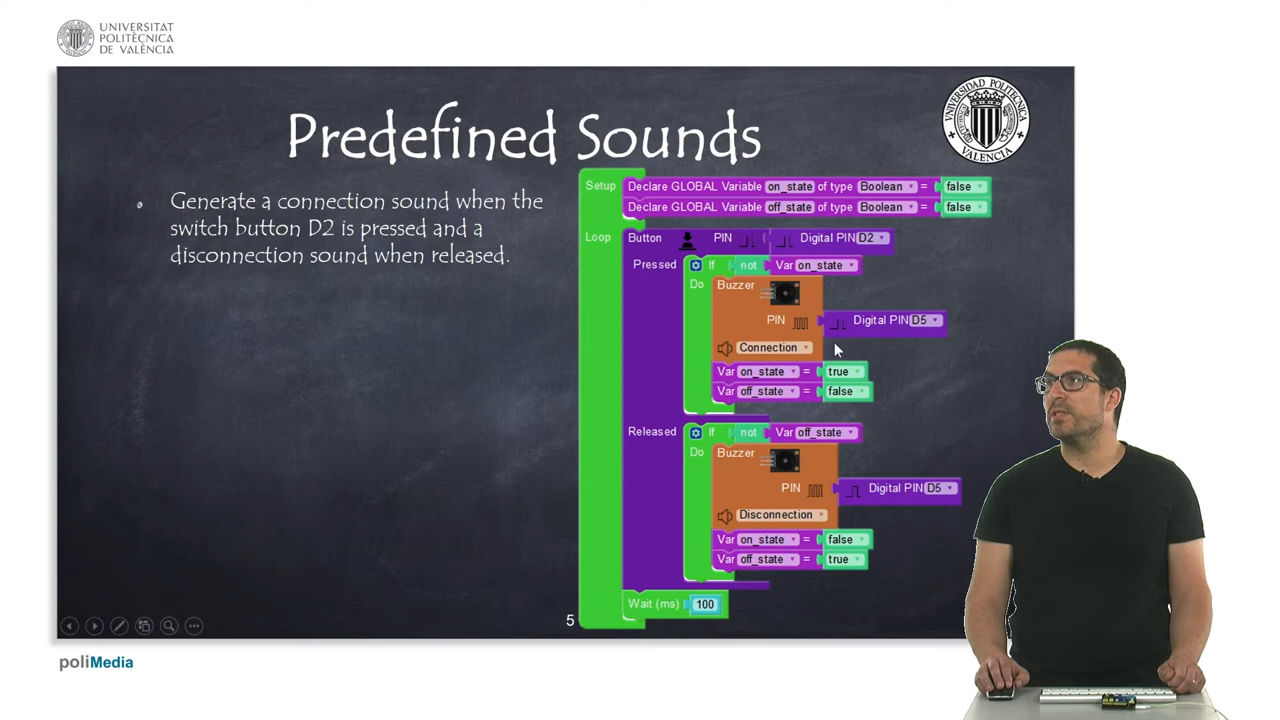 UNIVERSITAT
POLITÈCNICA
DE VALÈNCIA
Predefined Sounds
UNIVERSIDAD POLITECNICA
VALENCIA
Generate a connection sound when the
switch button D2 is pressed and a
disconnection sound when released.
Setup
Declare GLOBAL Variable on_state of type Boolean = false
Declare GLOBAL Variable off_state of type Boolean = false
Loop
Button PIN Digital PIN D2
Pressed If not Var on_state
Do Buzzer
PIN Digital PIN D5
Connection
Var on_state = true
Var off_state = false
Released If not Var off_state
Do Buzzer
PIN Digital PIN D5
Disconnection
Var on_state = false
Var off_state = true
Wait (ms) 100
5
poliMedia